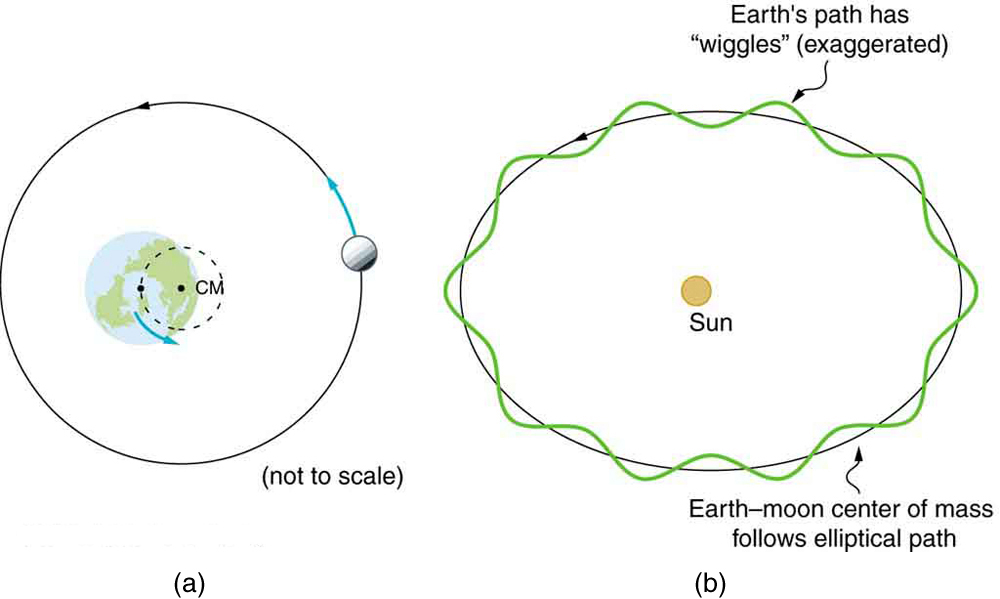 Earth's path has
“wiggles” (exaggerated)
CM
Sun
(not to scale)
Earth–moon center of mass
follows elliptical path
(a)
(b)